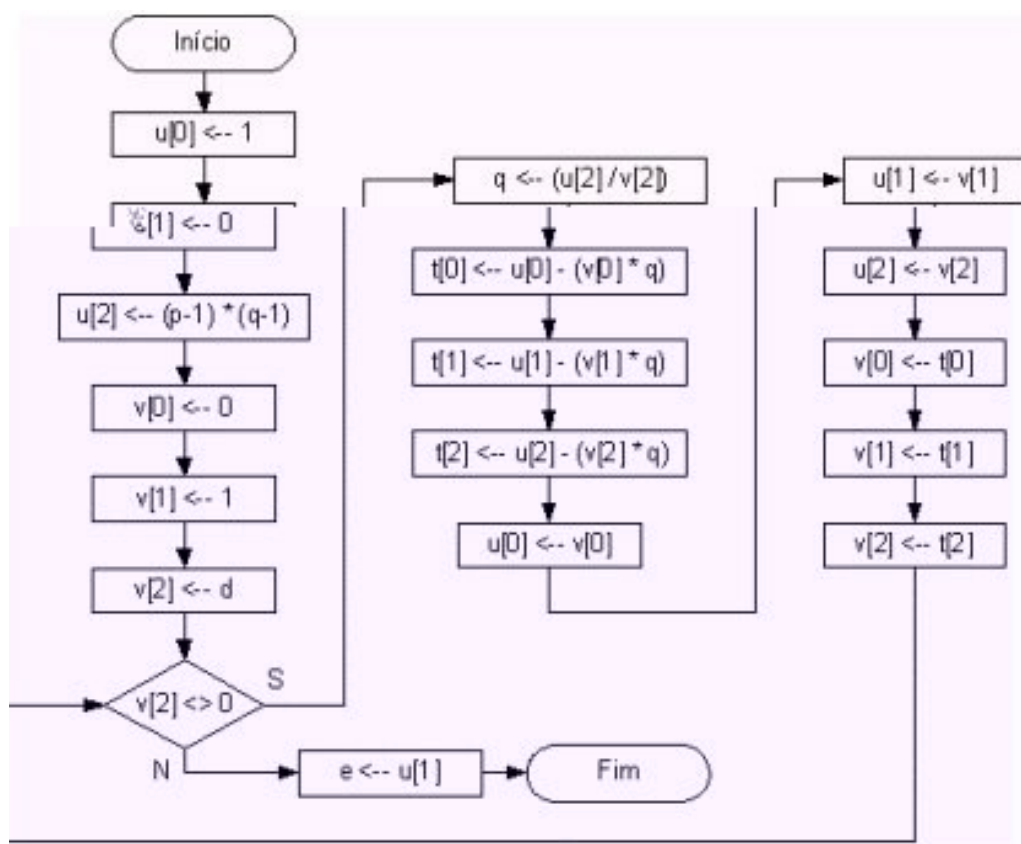 Início
u[0] <-- 1
[1] <-- 0
u[2] <-- (p-1) *(q-1)
v[0] <-- 0
v[1] <-- 1
v[2] <-- d
v[2] <> 0
S
N
e <-- u[1]
Fim
q <-- (u[2] /v[2])
t[0] <-- u[0] - (v[0] * q)
t[1] <-- u[1] - (v[1] * q)
t[2] <-- u[2] - (v[2] * q)
u[0] <-- v[0]
u[1] <-- v[1]
u[2] <-- v[2]
v[0] <-- t[0]
v[1] <-- t[1]
v[2] <-- t[2]